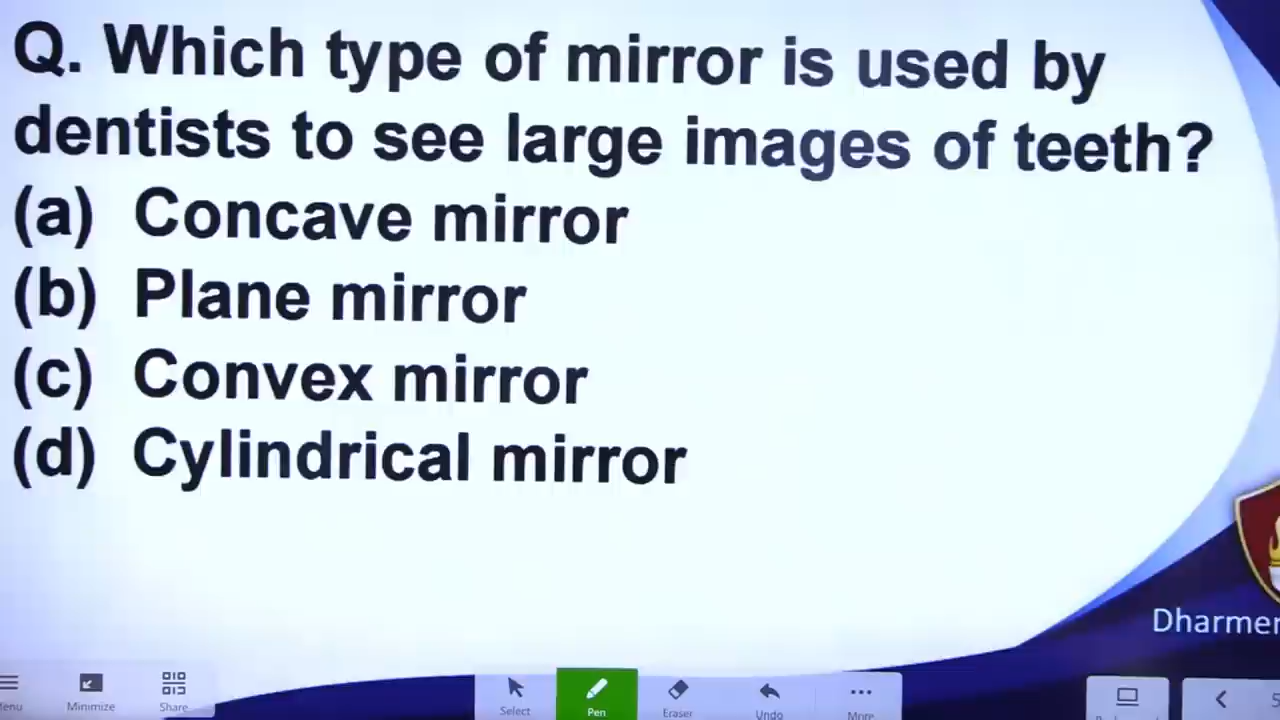 Q. Which type of mirror is used by
dentists to see large images of teeth?
(a) Concave mirror
(b) Plane mirror
(c) Convex mirror
(d) Cylindrical mirror
Minimize
Share
Select
Pen
Eraser
Undo
More